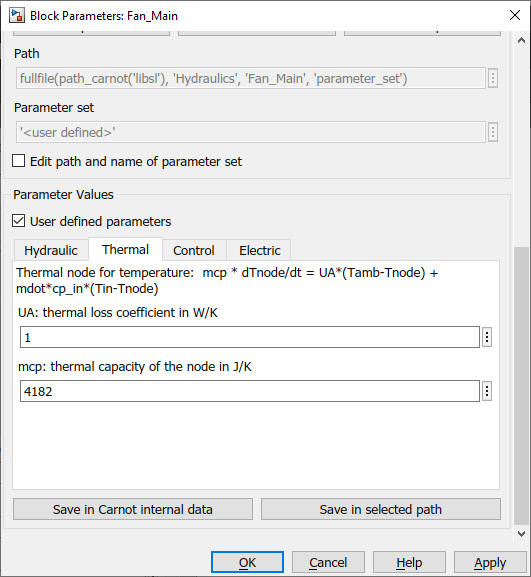 Block Parameters: Fan_Main
Path
fullfile(path_carnot('libsl'), 'Hydraulics', 'Fan_Main', 'parameter_set')
Parameter set
'<user defined>'
Edit path and name of parameter set
Parameter Values
User defined parameters
Hydraulic Thermal Control Electric
Thermal node for temperature:  mcp * dTnode/dt = UA*(Tamb-Tnode) +
mdot*cp_in*(Tin-Tnode)
UA: thermal loss coefficient in W/K
1
mcp: thermal capacity of the node in J/K
4182
Save in Carnot internal data Save in selected path
OK Cancel Help Apply